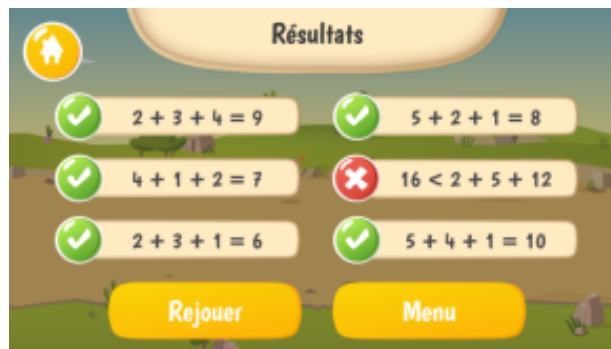 Résultats
2 + 3 + 4 = 9
5 + 2 + 1 = 8
4 + 1 + 2 = 7
16 < 2 + 5 + 12
2 + 3 + 1 = 6
5 + 4 + 1 = 10
Rejouer
Menu